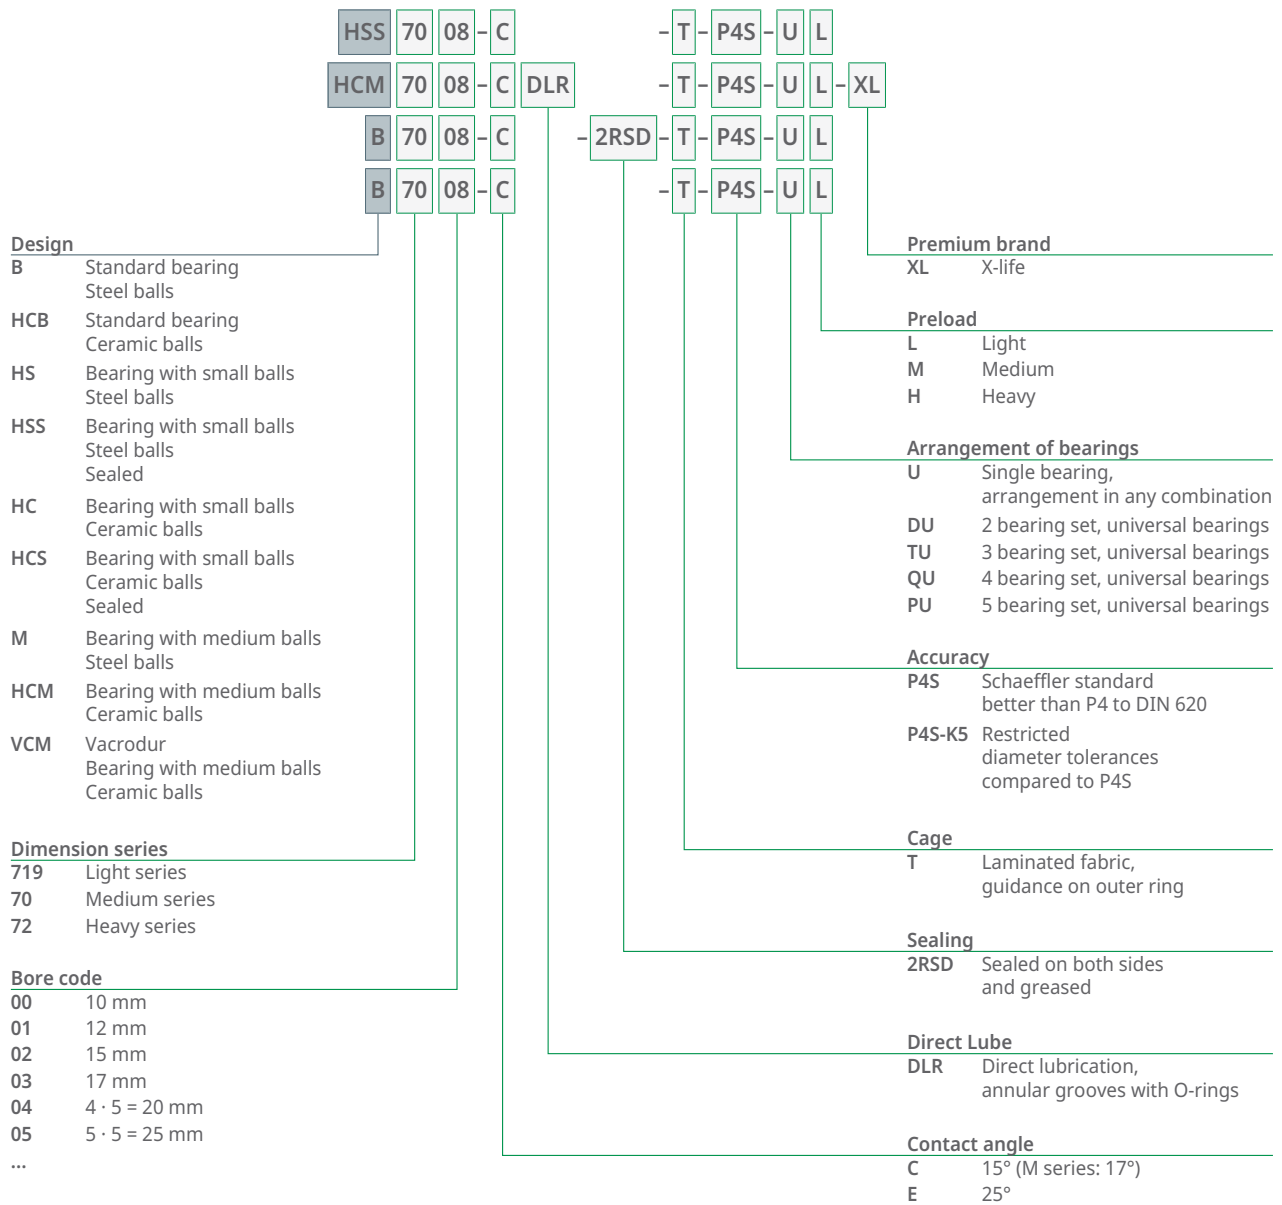 HSS 70 08 – C – T – P4S – U L
HCM 70 08 – C DLR – T – P4S – U L – XL
B 70 08 – C – 2RSD – T – P4S – U L
B 70 08 – C – T – P4S – U L
Design
B Standard bearing
Steel balls
HCB Standard bearing
Ceramic balls
HS Bearing with small balls
Steel balls
HSS Bearing with small balls
Steel balls
Sealed
HC Bearing with small balls
Ceramic balls
HCS Bearing with small balls
Ceramic balls
Sealed
M Bearing with medium balls
Steel balls
HCM Bearing with medium balls
Ceramic balls
VCM Vacrodur
Bearing with medium balls
Ceramic balls
Dimension series
719 Light series
70 Medium series
72 Heavy series
Bore code
00 10 mm
01 12 mm
02 15 mm
03 17 mm
04 4 · 5 = 20 mm
05 5 · 5 = 25 mm
...
Premium brand
XL X-life
Preload
L Light
M Medium
H Heavy
Arrangement of bearings
U Single bearing,
arrangement in any combination
DU 2 bearing set, universal bearings
TU 3 bearing set, universal bearings
QU 4 bearing set, universal bearings
PU 5 bearing set, universal bearings
Accuracy
P4S Schaeffler standard
better than P4 to DIN 620
P4S-K5 Restricted
diameter tolerances
compared to P4S
Cage
T Laminated fabric,
guidance on outer ring
Sealing
2RSD Sealed on both sides
and greased
Direct Lube
DLR Direct lubrication,
annular grooves with O-rings
Contact angle
C 15° (M series: 17°)
E 25°